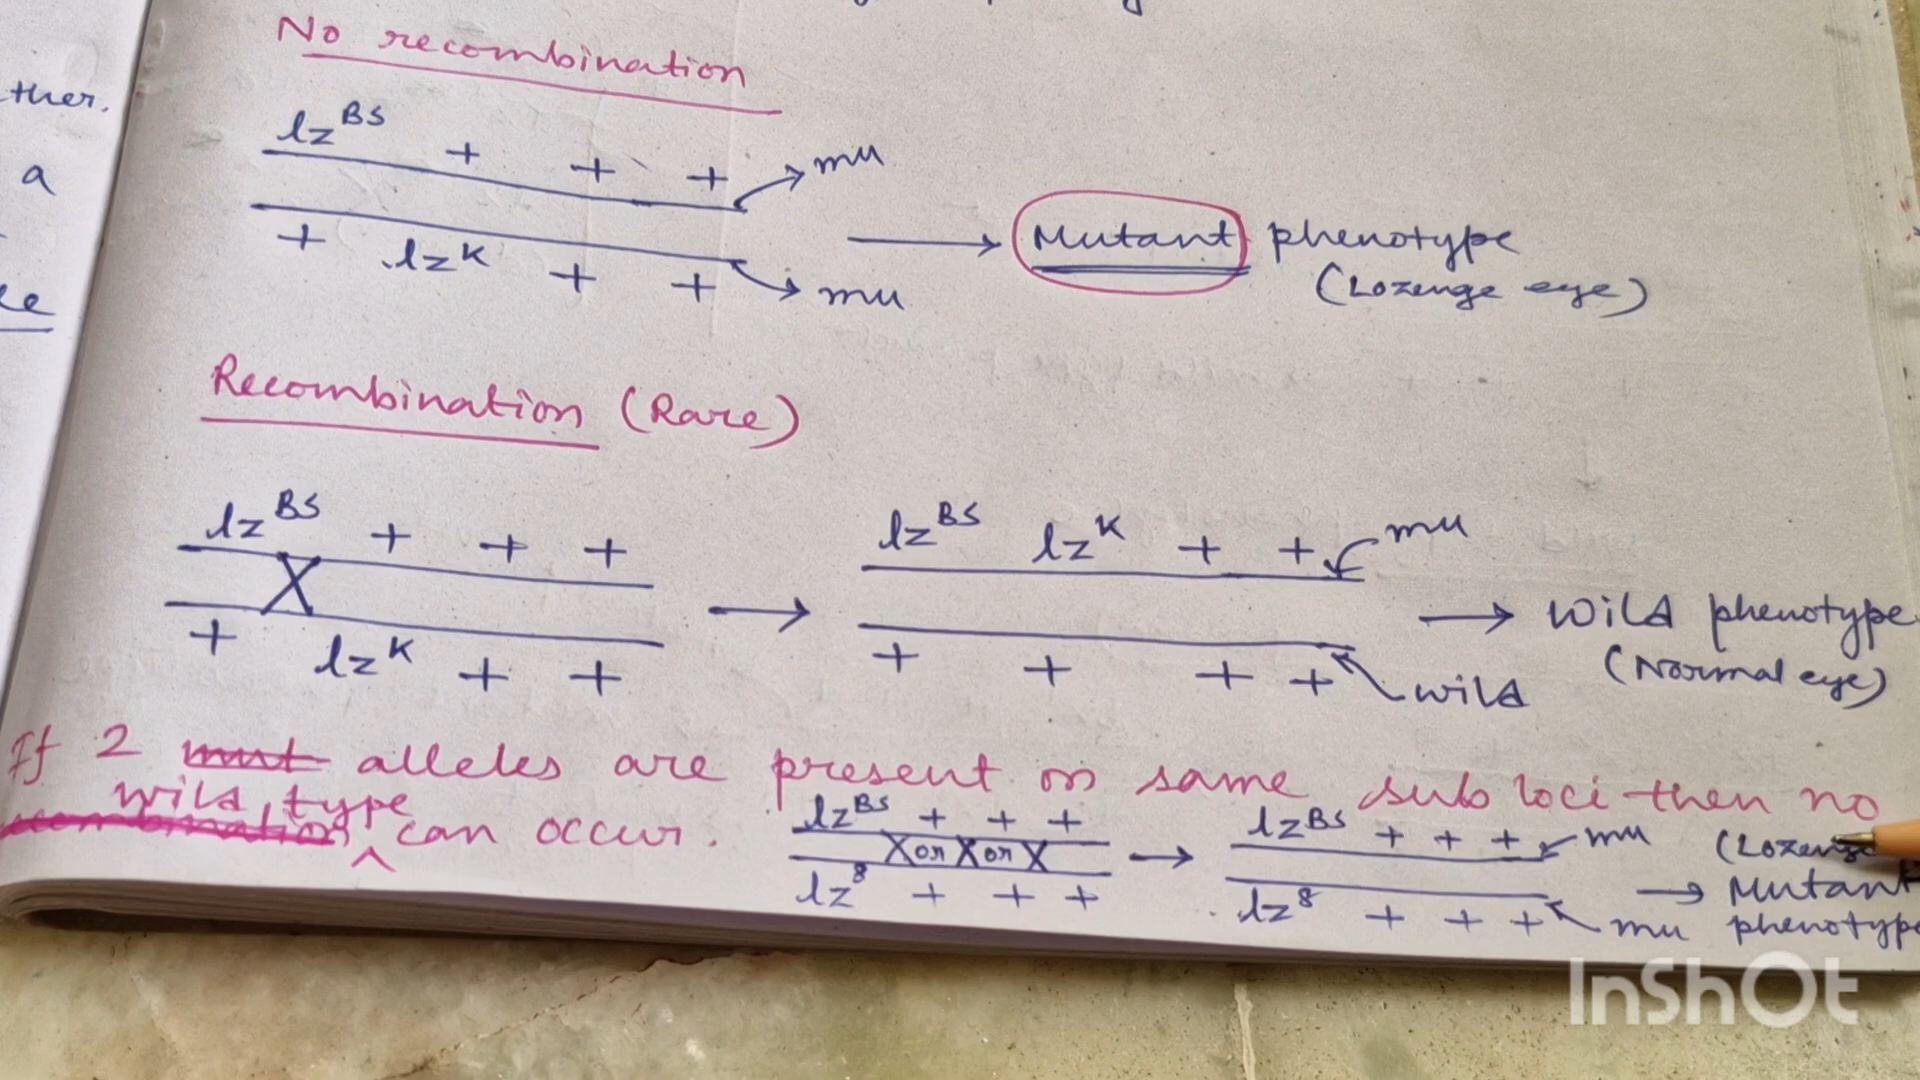 ther.
a
No recombination
lz^BS + + + mu
+ lz^K + + mu
Mutant phenotype
(Lozenge eye)
Recombination (Rare)
lz^BS + + +
+ lz^K + +
lz^BS lz^K + + mu
+ + + + wild
Wild phenotype
(Normal eye)
If 2 mut alleles are present on same sub loci then no
wild type
recombination can occur.
lz^BS + + +
X or X or X
lz^8 + + +
lz^BS + + + mu
lz^8 + + + mu
(Lozenge
Mutant
phenotype
InShOt